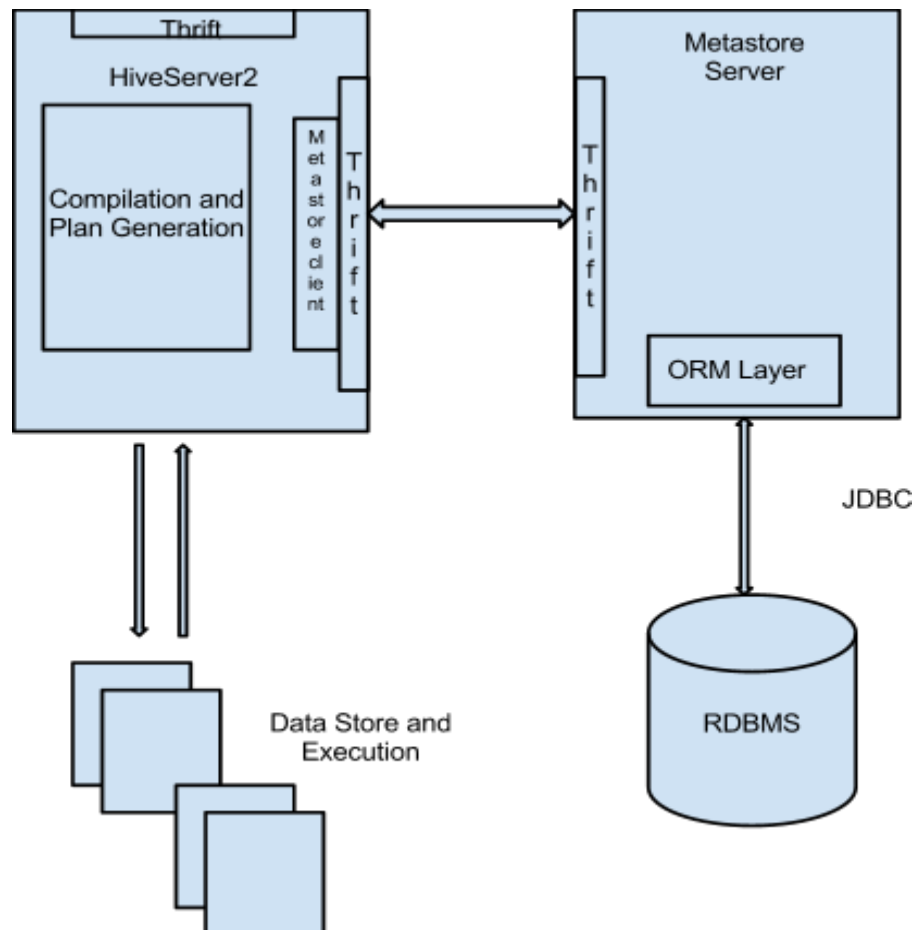 Thrift
HiveServer2
Compilation and
Plan Generation
M
et
a
st
or
e
cl
ie
nt
T
h
r
i
f
t
Metastore
Server
T
h
r
i
f
t
ORM Layer
JDBC
RDBMS
Data Store and
Execution